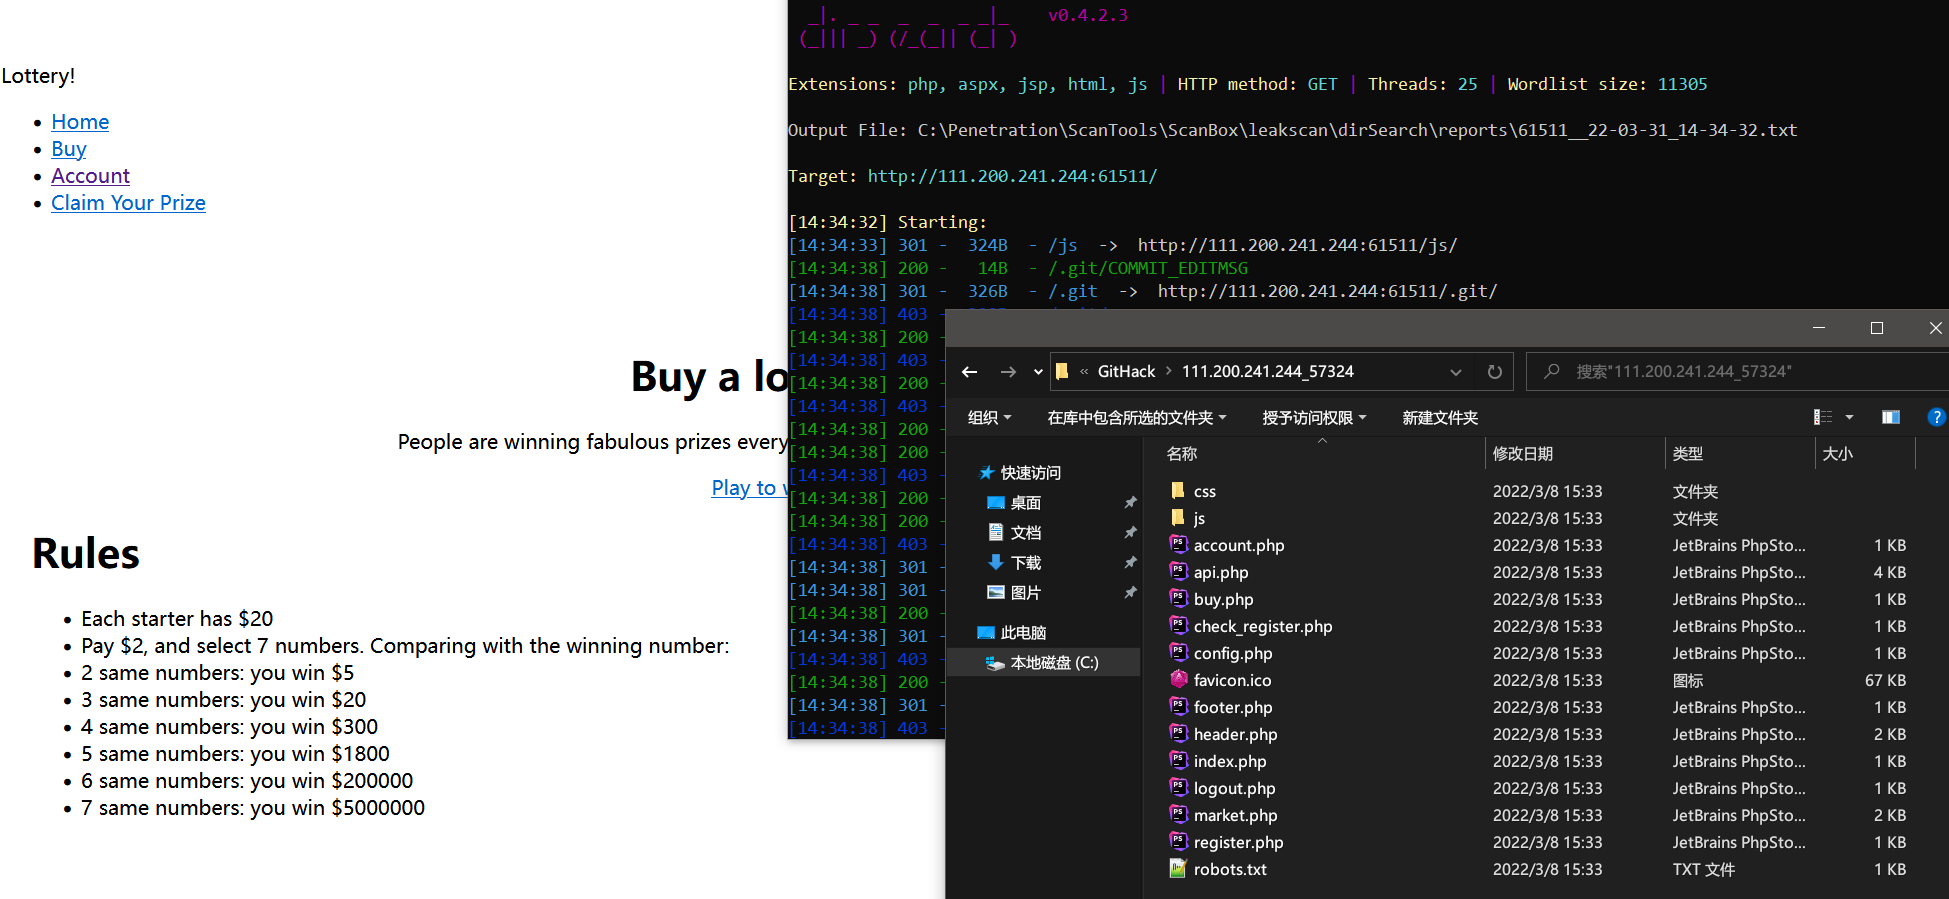 Lottery!
Home
Buy
Account
Claim Your Prize
Buy a lo
People are winning fabulous prizes every
Play to w
Rules
Each starter has $20
Pay $2, and select 7 numbers. Comparing with the winning number:
2 same numbers: you win $5
3 same numbers: you win $20
4 same numbers: you win $300
5 same numbers: you win $1800
6 same numbers: you win $200000
7 same numbers: you win $5000000
v0.4.2.3
Extensions: php, aspx, jsp, html, js | HTTP method: GET | Threads: 25 | Wordlist size: 11305
Output File: C:\Penetration\ScanTools\ScanBox\leakscan\dirSearch\reports\61511__22-03-31_14-34-32.txt
Target: http://111.200.241.244:61511/
[14:34:32] Starting:
[14:34:33] 301 - 324B - /js -> http://111.200.241.244:61511/js/
[14:34:38] 200 - 14B - /.git/COMMIT_EDITMSG
[14:34:38] 301 - 326B - /.git -> http://111.200.241.244:61511/.git/
[14:34:38] 403 -
[14:34:38] 200 -
[14:34:38] 403 -
[14:34:38] 200 -
[14:34:38] 403 -
[14:34:38] 200 -
[14:34:38] 200 -
[14:34:38] 403 -
[14:34:38] 200 -
[14:34:38] 200 -
[14:34:38] 403 -
[14:34:38] 301 -
[14:34:38] 301 -
[14:34:38] 200 -
[14:34:38] 301 -
[14:34:38] 403 -
[14:34:38] 200 -
[14:34:38] 301 -
[14:34:38] 403 -
« GitHack > 111.200.241.244_57324
搜索"111.200.241.244_57324"
组织 在库中包含所选的文件夹 授予访问权限 新建文件夹
快速访问
桌面
文档
下载
图片
此电脑
本地磁盘 (C:)
名称 修改日期 类型 大小
css 2022/3/8 15:33 文件夹
js 2022/3/8 15:33 文件夹
account.php 2022/3/8 15:33 JetBrains PhpSto... 1 KB
api.php 2022/3/8 15:33 JetBrains PhpSto... 4 KB
buy.php 2022/3/8 15:33 JetBrains PhpSto... 1 KB
check_register.php 2022/3/8 15:33 JetBrains PhpSto... 1 KB
config.php 2022/3/8 15:33 JetBrains PhpSto... 1 KB
favicon.ico 2022/3/8 15:33 图标 67 KB
footer.php 2022/3/8 15:33 JetBrains PhpSto... 1 KB
header.php 2022/3/8 15:33 JetBrains PhpSto... 2 KB
index.php 2022/3/8 15:33 JetBrains PhpSto... 1 KB
logout.php 2022/3/8 15:33 JetBrains PhpSto... 1 KB
market.php 2022/3/8 15:33 JetBrains PhpSto... 2 KB
register.php 2022/3/8 15:33 JetBrains PhpSto... 1 KB
robots.txt 2022/3/8 15:33 TXT 文件 1 KB